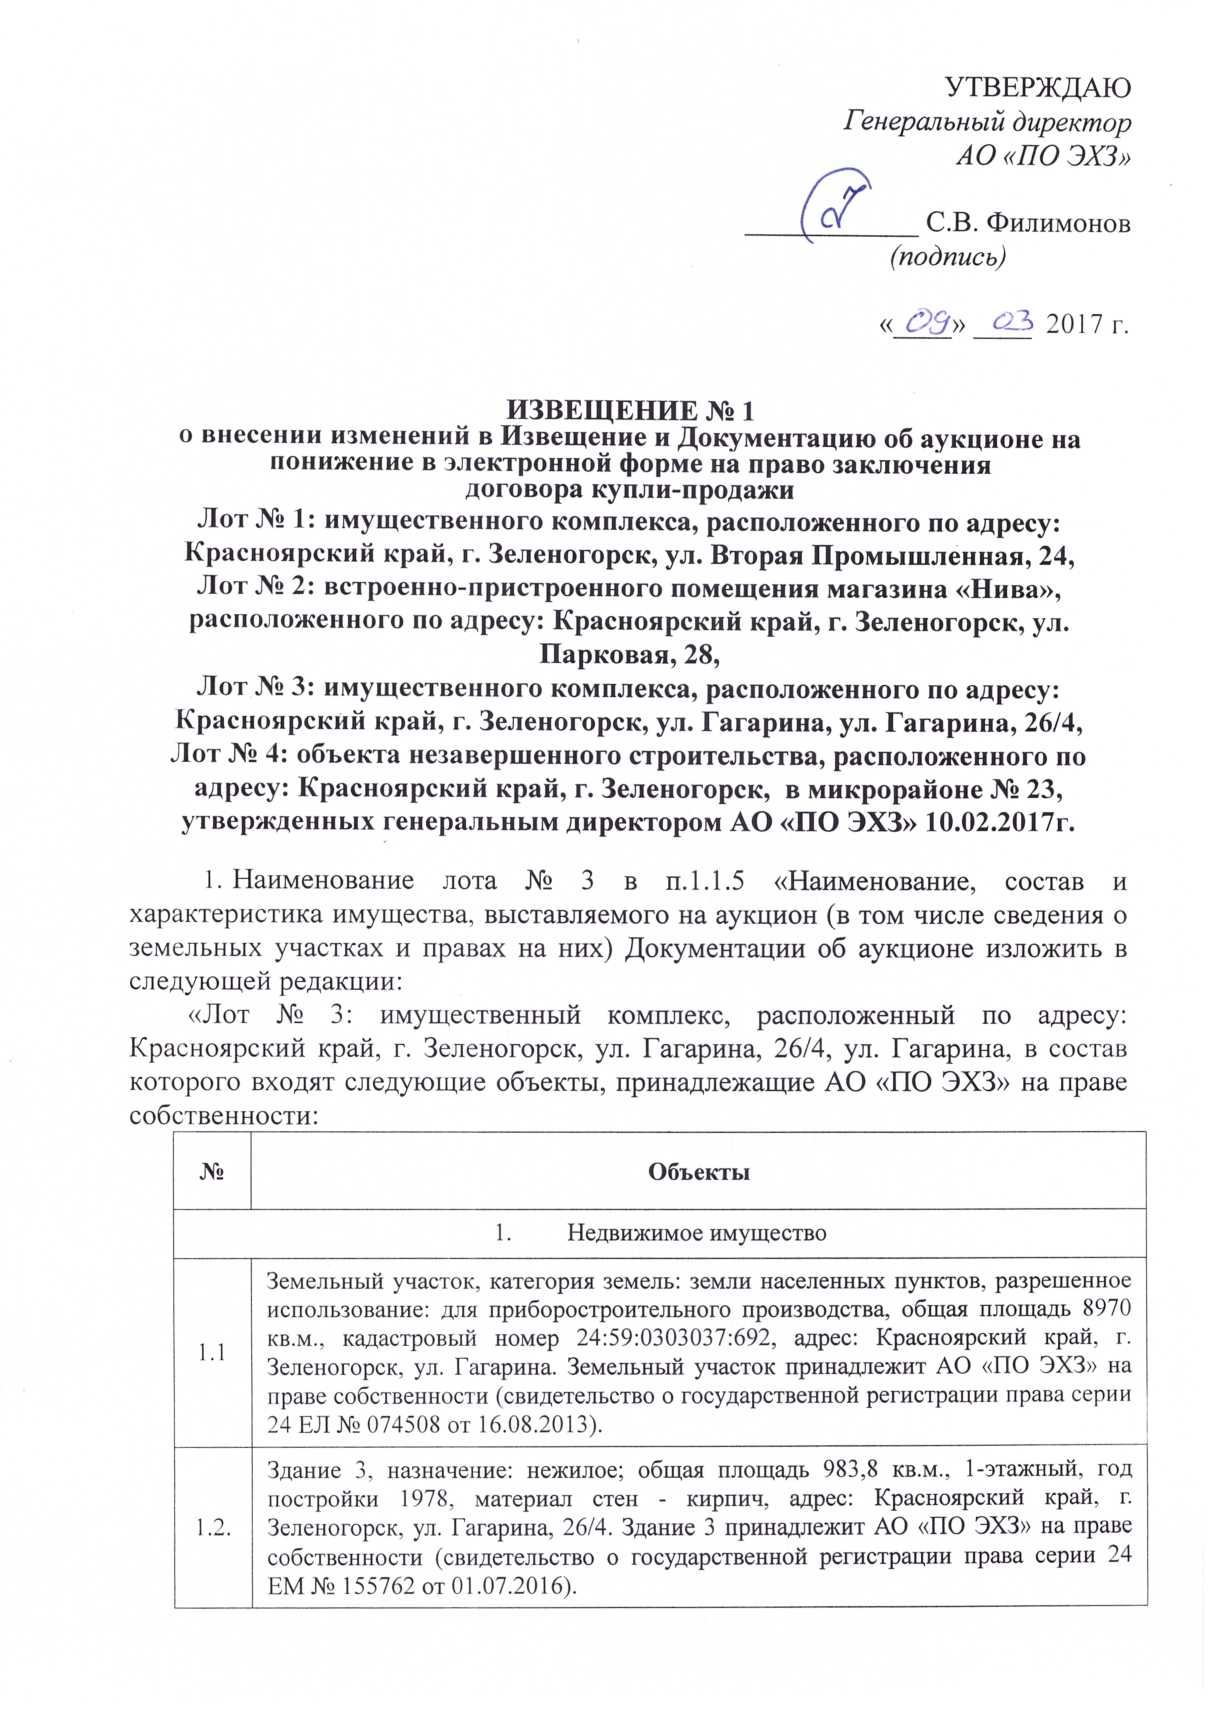 УТВЕРЖДАЮ
Генеральный директор
АО «ПО ЭХЗ»
С.В. Филимонов
(подпись)
«09» 03 2017 г.
ИЗВЕЩЕНИЕ № 1
о внесении изменений в Извещение и Документацию об аукционе на
понижение в электронной форме на право заключения
договора купли-продажи
Лот № 1: имущественного комплекса, расположенного по адресу:
Красноярский край, г. Зеленогорск, ул. Вторая Промышленная, 24,
Лот № 2: встроенно-пристроенного помещения магазина «Нива»,
расположенного по адресу: Красноярский край, г. Зеленогорск, ул.
Парковая, 28,
Лот № 3: имущественного комплекса, расположенного по адресу:
Красноярский край, г. Зеленогорск, ул. Гагарина, ул. Гагарина, 26/4,
Лот № 4: объекта незавершенного строительства, расположенного по
адресу: Красноярский край, г. Зеленогорск, в микрорайоне № 23,
утвержденных генеральным директором АО «ПО ЭХЗ» 10.02.2017г.
1. Наименование лота № 3 в п.1.1.5 «Наименование, состав и
характеристика имущества, выставляемого на аукцион (в том числе сведения о
земельных участках и правах на них) Документации об аукционе изложить в
следующей редакции:
«Лот № 3: имущественный комплекс, расположенный по адресу:
Красноярский край, г. Зеленогорск, ул. Гагарина, 26/4, ул. Гагарина, в состав
которого входят следующие объекты, принадлежащие АО «ПО ЭХЗ» на праве
собственности:
№ Объекты
1. Недвижимое имущество
1.1
Земельный участок, категория земель: земли населенных пунктов, разрешенное
использование: для приборостроительного производства, общая площадь 8970
кв.м., кадастровый номер 24:59:0303037:692, адрес: Красноярский край, г.
Зеленогорск, ул. Гагарина. Земельный участок принадлежит АО «ПО ЭХЗ» на
праве собственности (свидетельство о государственной регистрации права серии
24 ЕЛ № 074508 от 16.08.2013).
1.2.
Здание 3, назначение: нежилое; общая площадь 983,8 кв.м., 1-этажный, год
постройки 1978, материал стен - кирпич, адрес: Красноярский край, г.
Зеленогорск, ул. Гагарина, 26/4. Здание 3 принадлежит АО «ПО ЭХЗ» на праве
собственности (свидетельство о государственной регистрации права серии 24
ЕМ № 155762 от 01.07.2016).